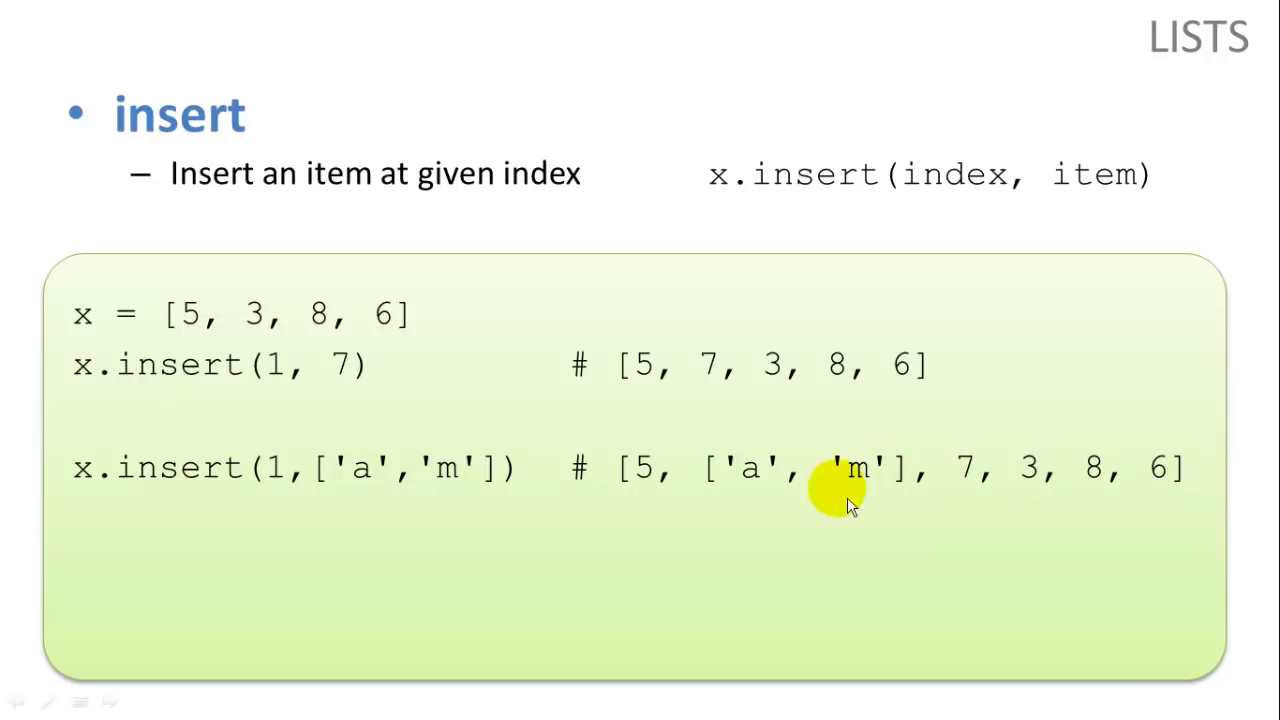 LISTS
• insert
– Insert an item at given index x.insert(index, item)
x = [5, 3, 8, 6]
x.insert(1, 7) # [5, 7, 3, 8, 6]
x.insert(1,['a','m']) # [5, ['a', 'm'], 7, 3, 8, 6]